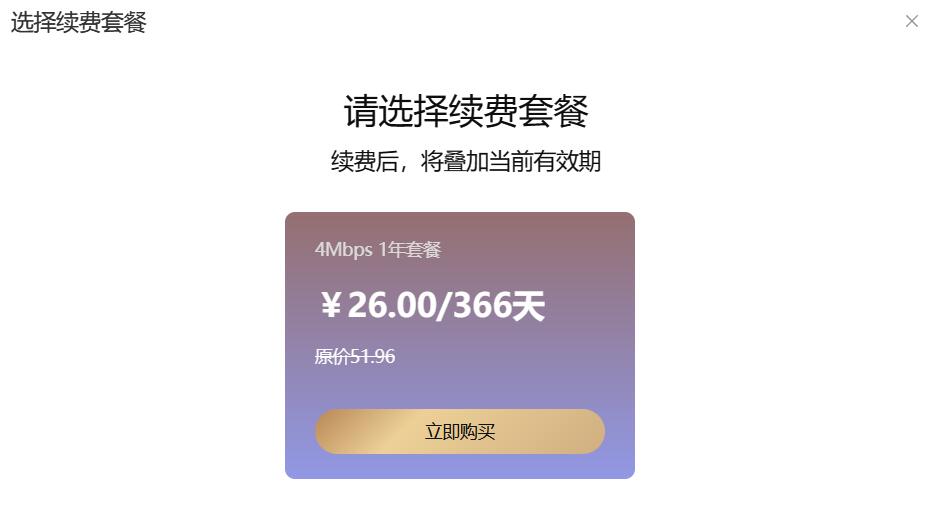 选择续费套餐
请选择续费套餐
续费后，将叠加当前有效期
4Mbps 1年套餐
￥26.00/366天
原价51.96
立即购买